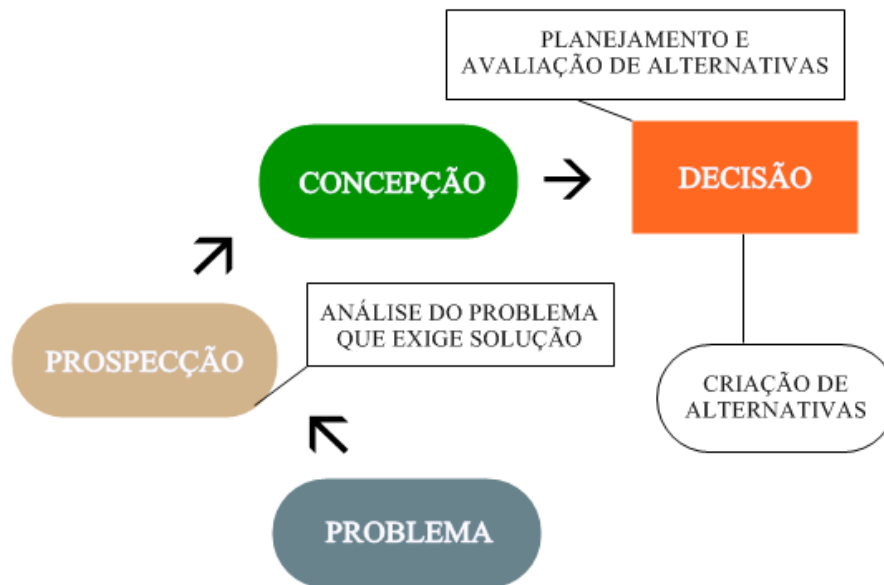 PLANEJAMENTO E
AVALIAÇÃO DE ALTERNATIVAS
CONCEPÇÃO
DECISÃO
ANÁLISE DO PROBLEMA
QUE EXIGE SOLUÇÃO
PROSPECÇÃO
CRIAÇÃO DE
ALTERNATIVAS
PROBLEMA